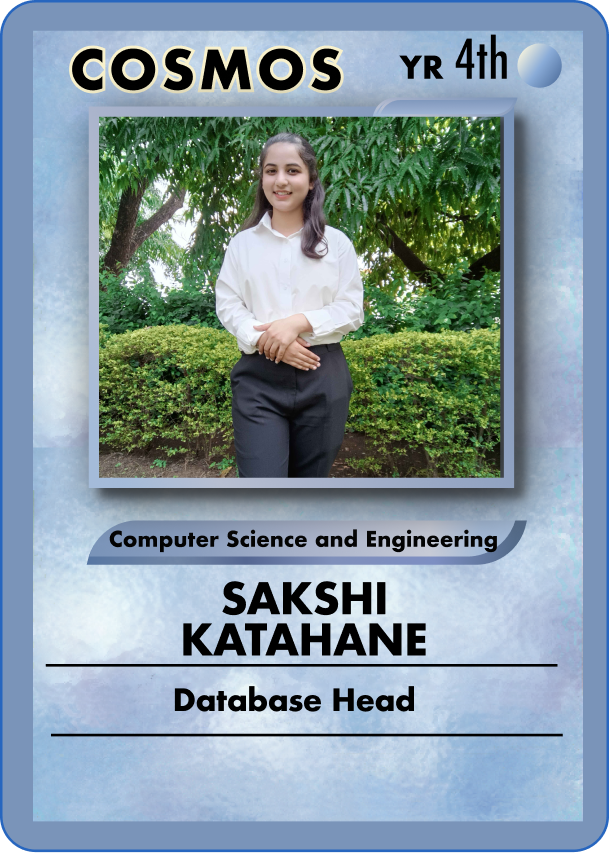 COSMOS YR 4th
Computer Science and Engineering
SAKSHI
KATAHANE
Database Head